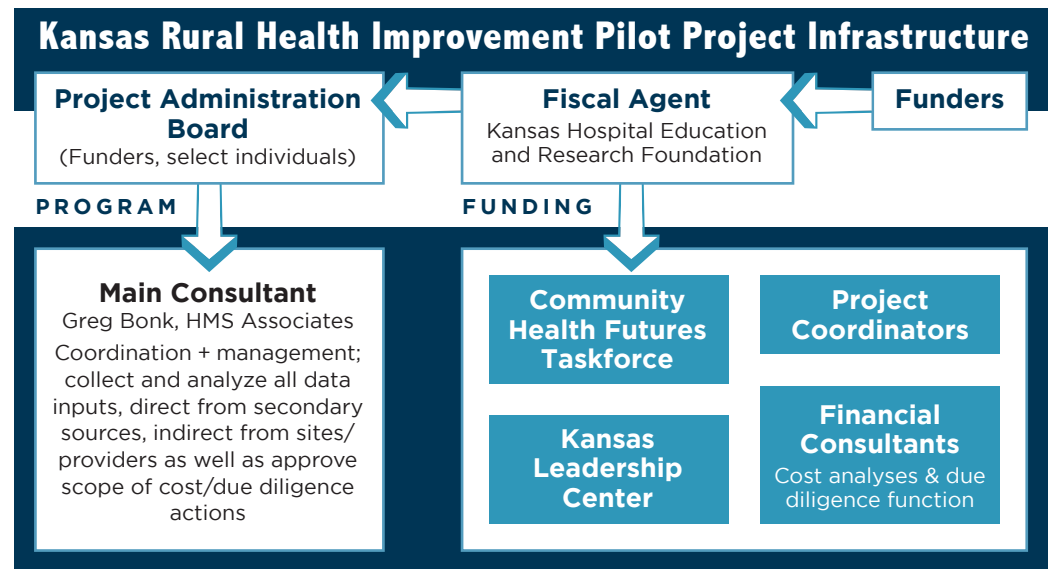 Kansas Rural Health Improvement Pilot Project Infrastructure
Project Administration
Board
(Funders, select individuals)
Fiscal Agent
Kansas Hospital Education
and Research Foundation
Funders
PROGRAM
FUNDING
Main Consultant
Greg Bonk, HMS Associates
Coordination + management;
collect and analyze all data
inputs, direct from secondary
sources, indirect from sites/
providers as well as approve
scope of cost/due diligence
actions
Community
Health Futures
Taskforce
Project
Coordinators
Kansas
Leadership
Center
Financial
Consultants
Cost analyses & due
diligence function